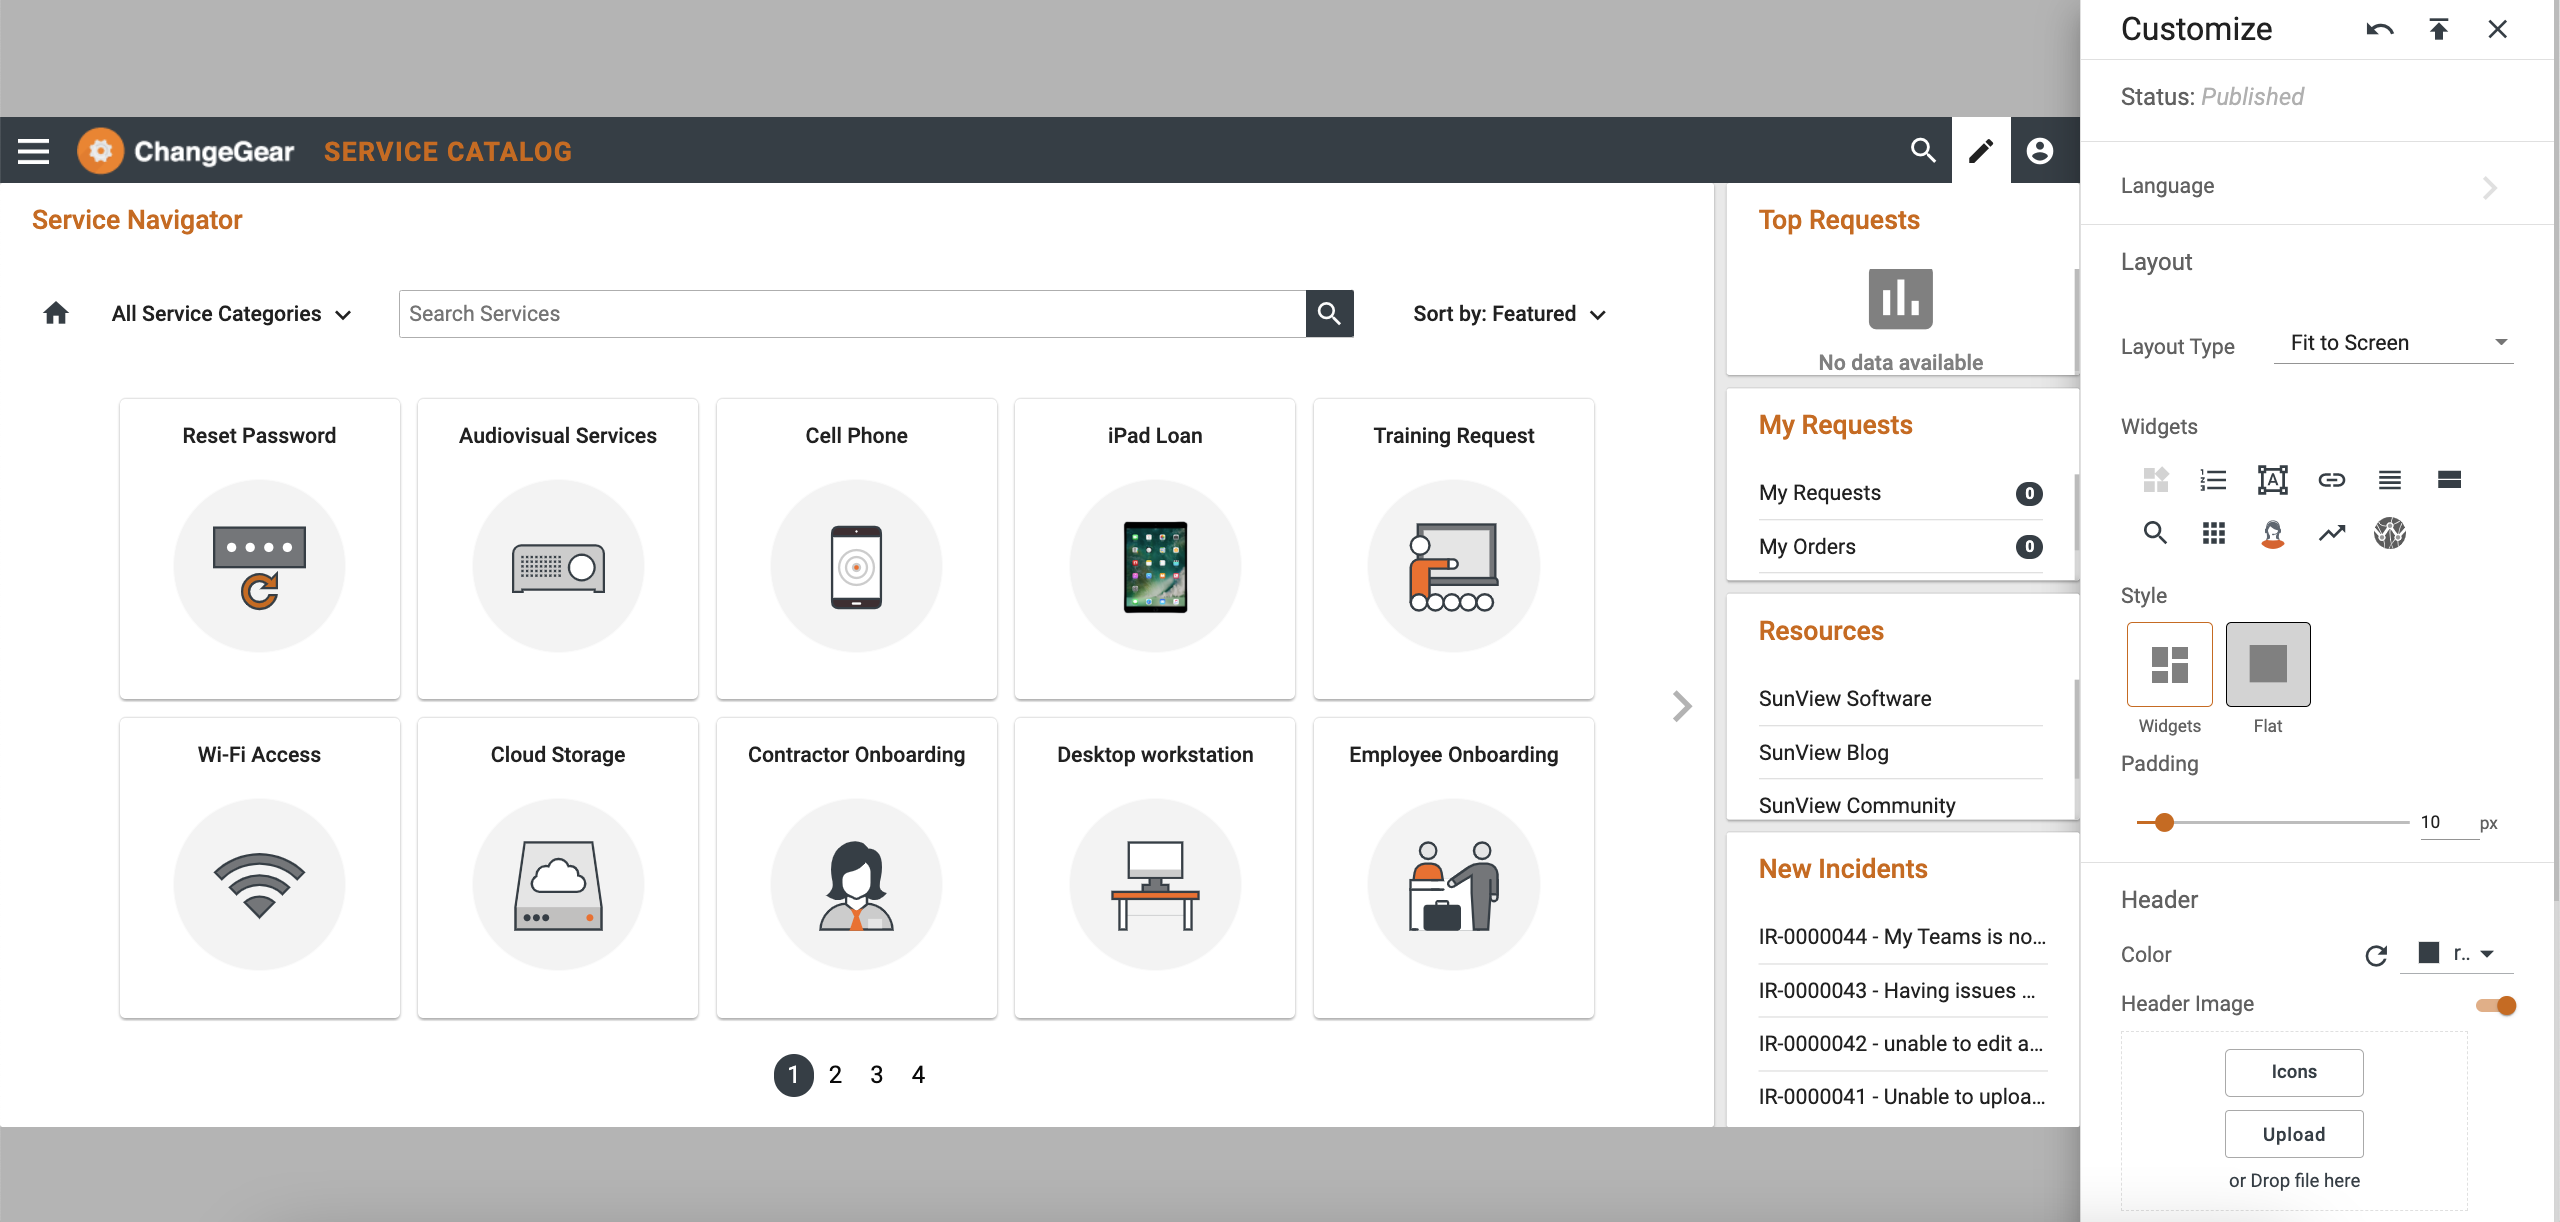 ChangeGear SERVICE CATALOG
Service Navigator
All Service Categories
Search Services
Sort by: Featured
Reset Password
Audiovisual Services
Cell Phone
iPad Loan
Training Request
Wi-Fi Access
Cloud Storage
Contractor Onboarding
Desktop workstation
Employee Onboarding
1 2 3 4
Top Requests
No data available
My Requests
My Requests 0
My Orders 0
Resources
SunView Software
SunView Blog
SunView Community
New Incidents
IR-0000044 - My Teams is no...
IR-0000043 - Having issues ...
IR-0000042 - unable to edit a...
IR-0000041 - Unable to uploa...
Customize
Status: Published
Language
Layout
Layout Type Fit to Screen
Widgets
Style
Widgets Flat
Padding
10 px
Header
Color r..
Header Image
Icons
Upload
or Drop file here